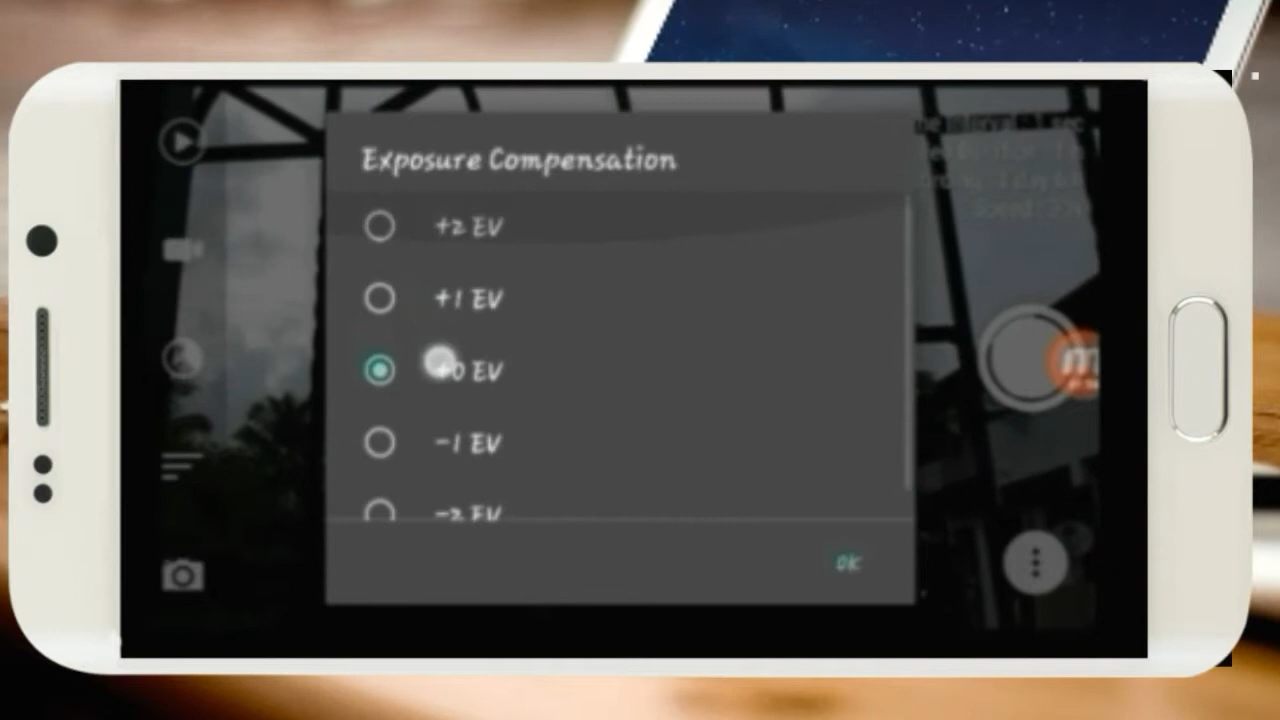 Exposure Compensation
+2 EV
+1 EV
+0 EV
-1 EV
-2 EV
OK